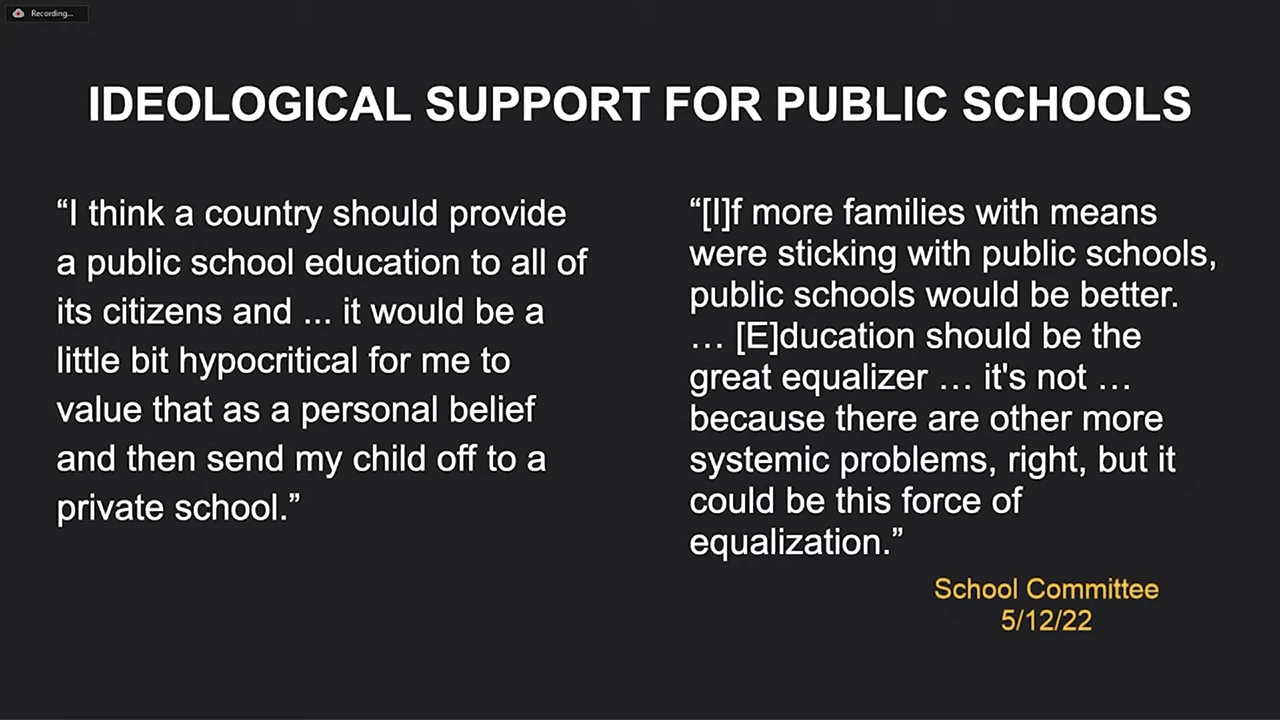 Recording...
IDEOLOGICAL SUPPORT FOR PUBLIC SCHOOLS
“I think a country should provide
a public school education to all of
its citizens and ... it would be a
little bit hypocritical for me to
value that as a personal belief
and then send my child off to a
private school.”
“[I]f more families with means
were sticking with public schools,
public schools would be better.
… [E]ducation should be the
great equalizer … it's not …
because there are other more
systemic problems, right, but it
could be this force of
equalization.”
School Committee
5/12/22